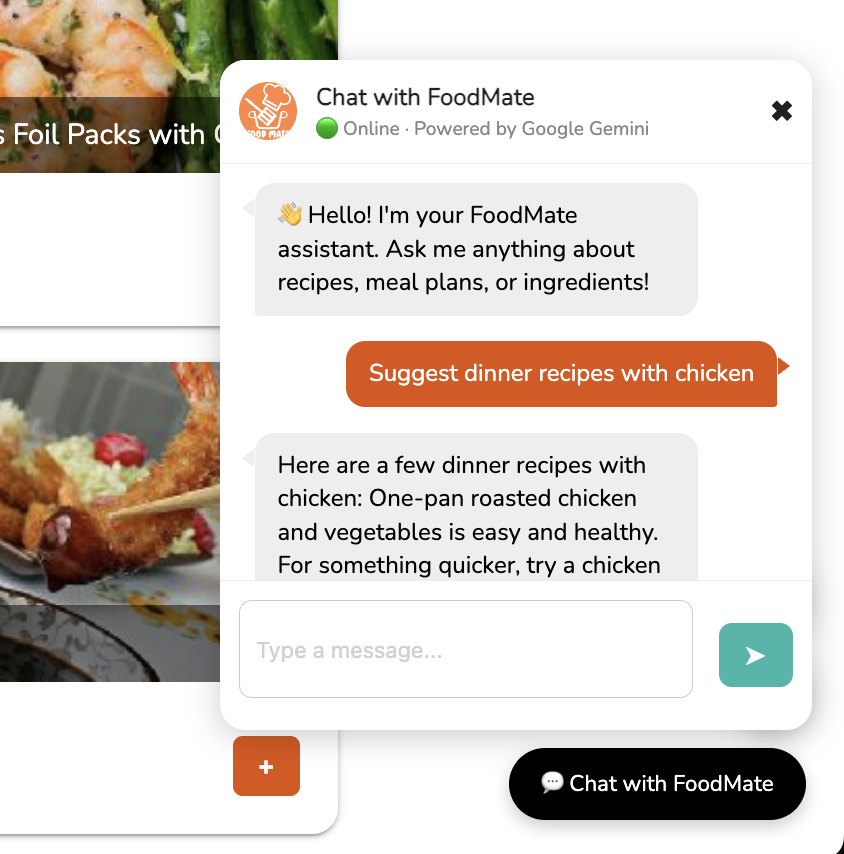 s Foil Packs with
FOOD MATE
Chat with FoodMate
Online · Powered by Google Gemini
👋 Hello! I'm your FoodMate
assistant. Ask me anything about
recipes, meal plans, or ingredients!
Suggest dinner recipes with chicken
Here are a few dinner recipes with
chicken: One-pan roasted chicken
and vegetables is easy and healthy.
For something quicker, try a chicken
Type a message...
+
💬 Chat with FoodMate